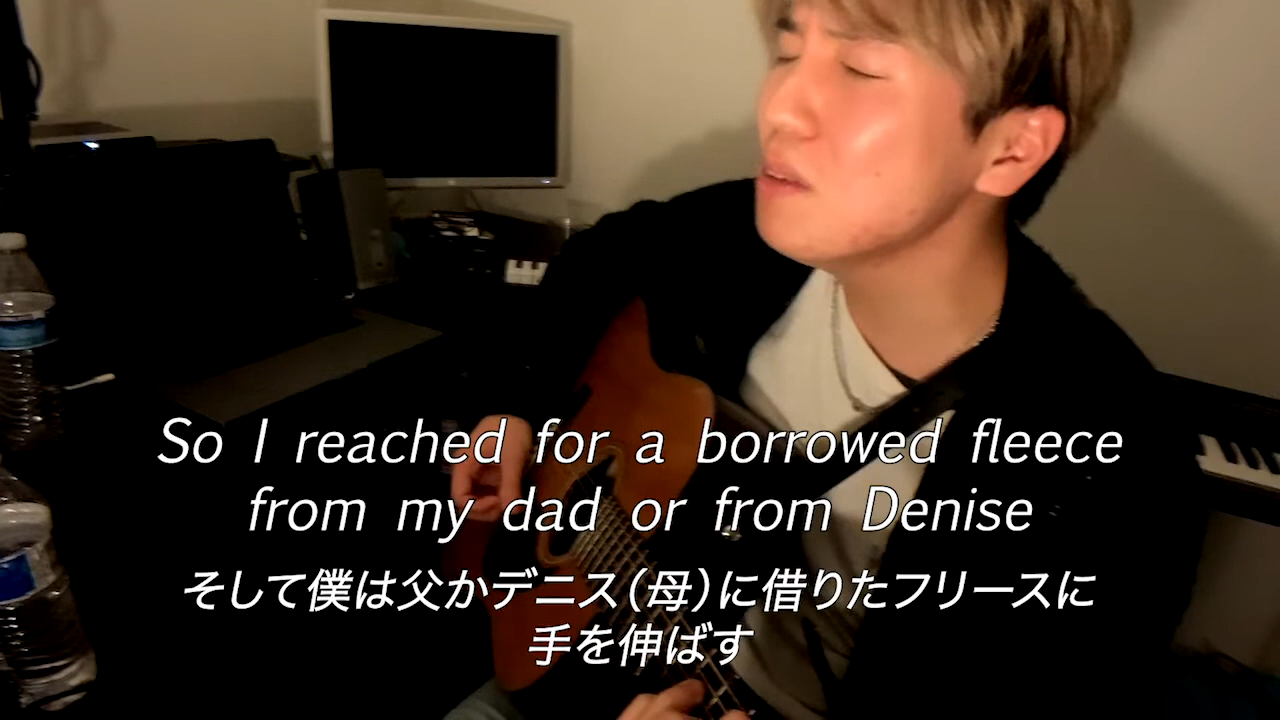 So I reached for a borrowed fleece
from my dad or from Denise
そして僕は父かデニス（母）に借りたフリースに
手を伸ばす